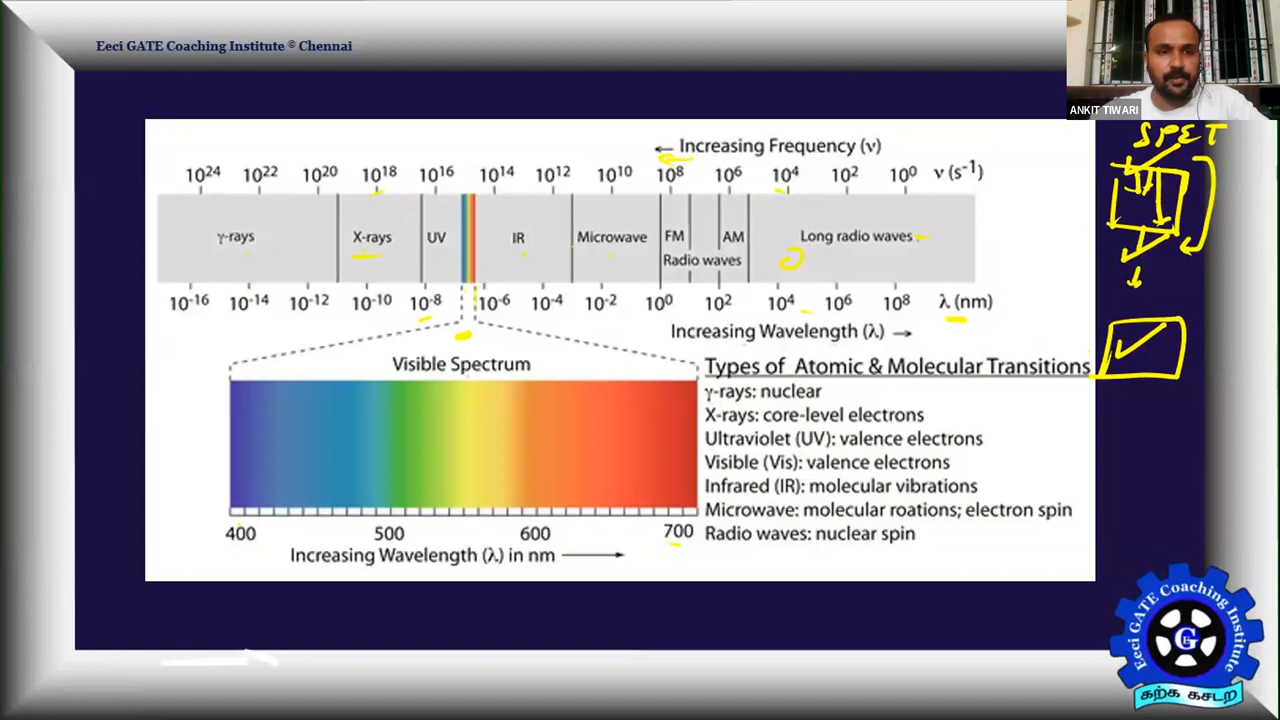 Eeci GATE Coaching Institute © Chennai
ANKIT TIWARI
SPET
← Increasing Frequency (ν)
10²⁴ 10²² 10²⁰ 10¹⁸ 10¹⁶ 10¹⁴ 10¹² 10¹⁰ 10⁸ 10⁶ 10⁴ 10² 10⁰ ν (s⁻¹)
γ-rays X-rays UV IR Microwave FM AM Long radio waves
Radio waves
10⁻¹⁶ 10⁻¹⁴ 10⁻¹² 10⁻¹⁰ 10⁻⁸ 10⁻⁶ 10⁻⁴ 10⁻² 10⁰ 10² 10⁴ 10⁶ 10⁸ λ (nm)
Increasing Wavelength (λ) →
Visible Spectrum
400 500 600 700
Increasing Wavelength (λ) in nm →
Types of Atomic & Molecular Transitions
γ-rays: nuclear
X-rays: core-level electrons
Ultraviolet (UV): valence electrons
Visible (Vis): valence electrons
Infrared (IR): molecular vibrations
Microwave: molecular roations; electron spin
Radio waves: nuclear spin
Eeci GATE Coaching Institute
G
கற்க கசடற